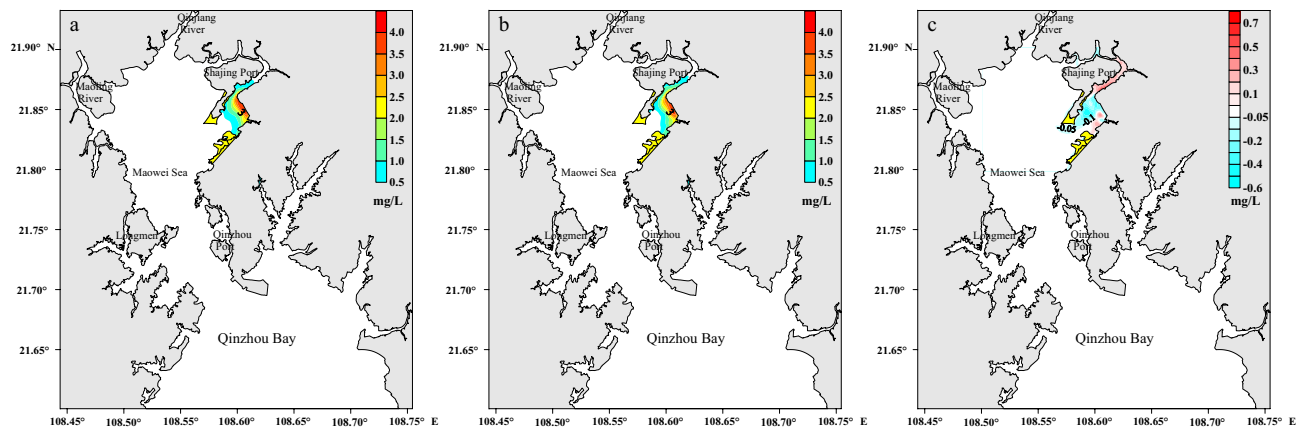 a
Qinjiang
River
21.90° N
Shajing Port
Maoling
River
21.85°
3
21.80°
Maowei Sea
21.75°
Longmen
Qinzhou
Port
21.70°
Qinzhou Bay
21.65°
108.45° 108.50° 108.55° 108.60° 108.65° 108.70° E
4.0
3.5
3.0
2.5
2.0
1.5
1.0
0.5
mg/L
b
Qinjiang
River
21.90° N
Shajing Port
Maoling
River
21.85°
3
21.80°
Maowei Sea
21.75°
Longmen
Qinzhou
Port
21.70°
Qinzhou Bay
21.65°
108.45° 108.50° 108.55° 108.60° 108.65° 108.70° E
4.0
3.5
3.0
2.5
2.0
1.5
1.0
0.5
mg/L
c
Qinjiang
River
21.90° N
Shajing Port
Maoling
River
21.85°
-0.1
-0.05
21.80°
Maowei Sea
21.75°
Longmen
Qinzhou
Port
21.70°
Qinzhou Bay
21.65°
108.45° 108.50° 108.55° 108.60° 108.65° 108.70° E
0.7
0.5
0.3
0.1
-0.05
-0.2
-0.4
-0.6
mg/L